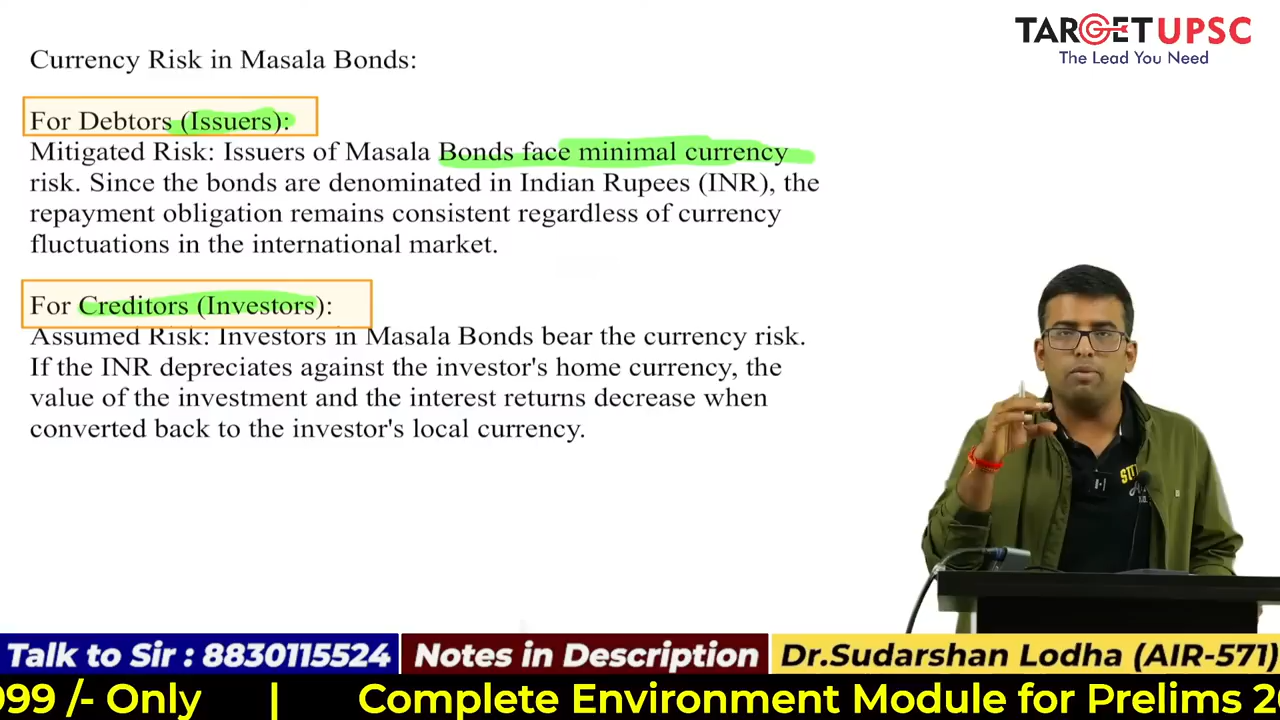 TARGETUPSC
The Lead You Need
Currency Risk in Masala Bonds:
For Debtors (Issuers):
Mitigated Risk: Issuers of Masala Bonds face minimal currency
risk. Since the bonds are denominated in Indian Rupees (INR), the
repayment obligation remains consistent regardless of currency
fluctuations in the international market.
For Creditors (Investors):
Assumed Risk: Investors in Masala Bonds bear the currency risk.
If the INR depreciates against the investor's home currency, the
value of the investment and the interest returns decrease when
converted back to the investor's local currency.
Talk to Sir : 8830115524
Notes in Description
Dr.Sudarshan Lodha (AIR-571)
999 /- Only | Complete Environment Module for Prelims 2